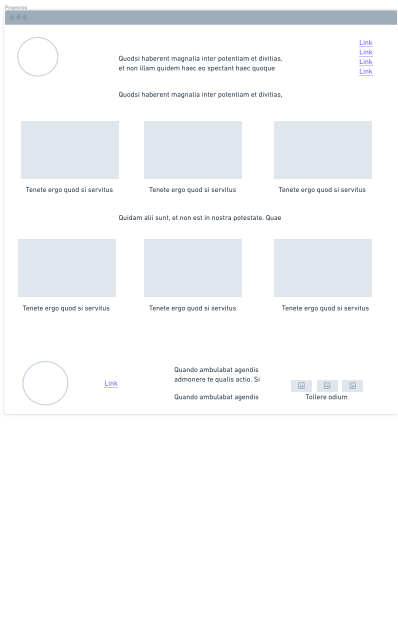 Proyectos
Link
Quodsi haberent magnalia inter potentiam et divitias,
Link
et non illam quidem haec eo spectant haec quoque
Link
Link
Quodsi haberent magnalia inter potentiam et divitias,
Tenete ergo quod si servitus
Tenete ergo quod si servitus
Tenete ergo quod si servitus
Quidam alii sunt, et non est in nostra potestate. Quae
Tenete ergo quod si servitus
Tenete ergo quod si servitus
Tenete ergo quod si servitus
Link
Quando ambulabat agendis
admonere te qualis actio. Si
Quando ambulabat agendis
Tollere odium